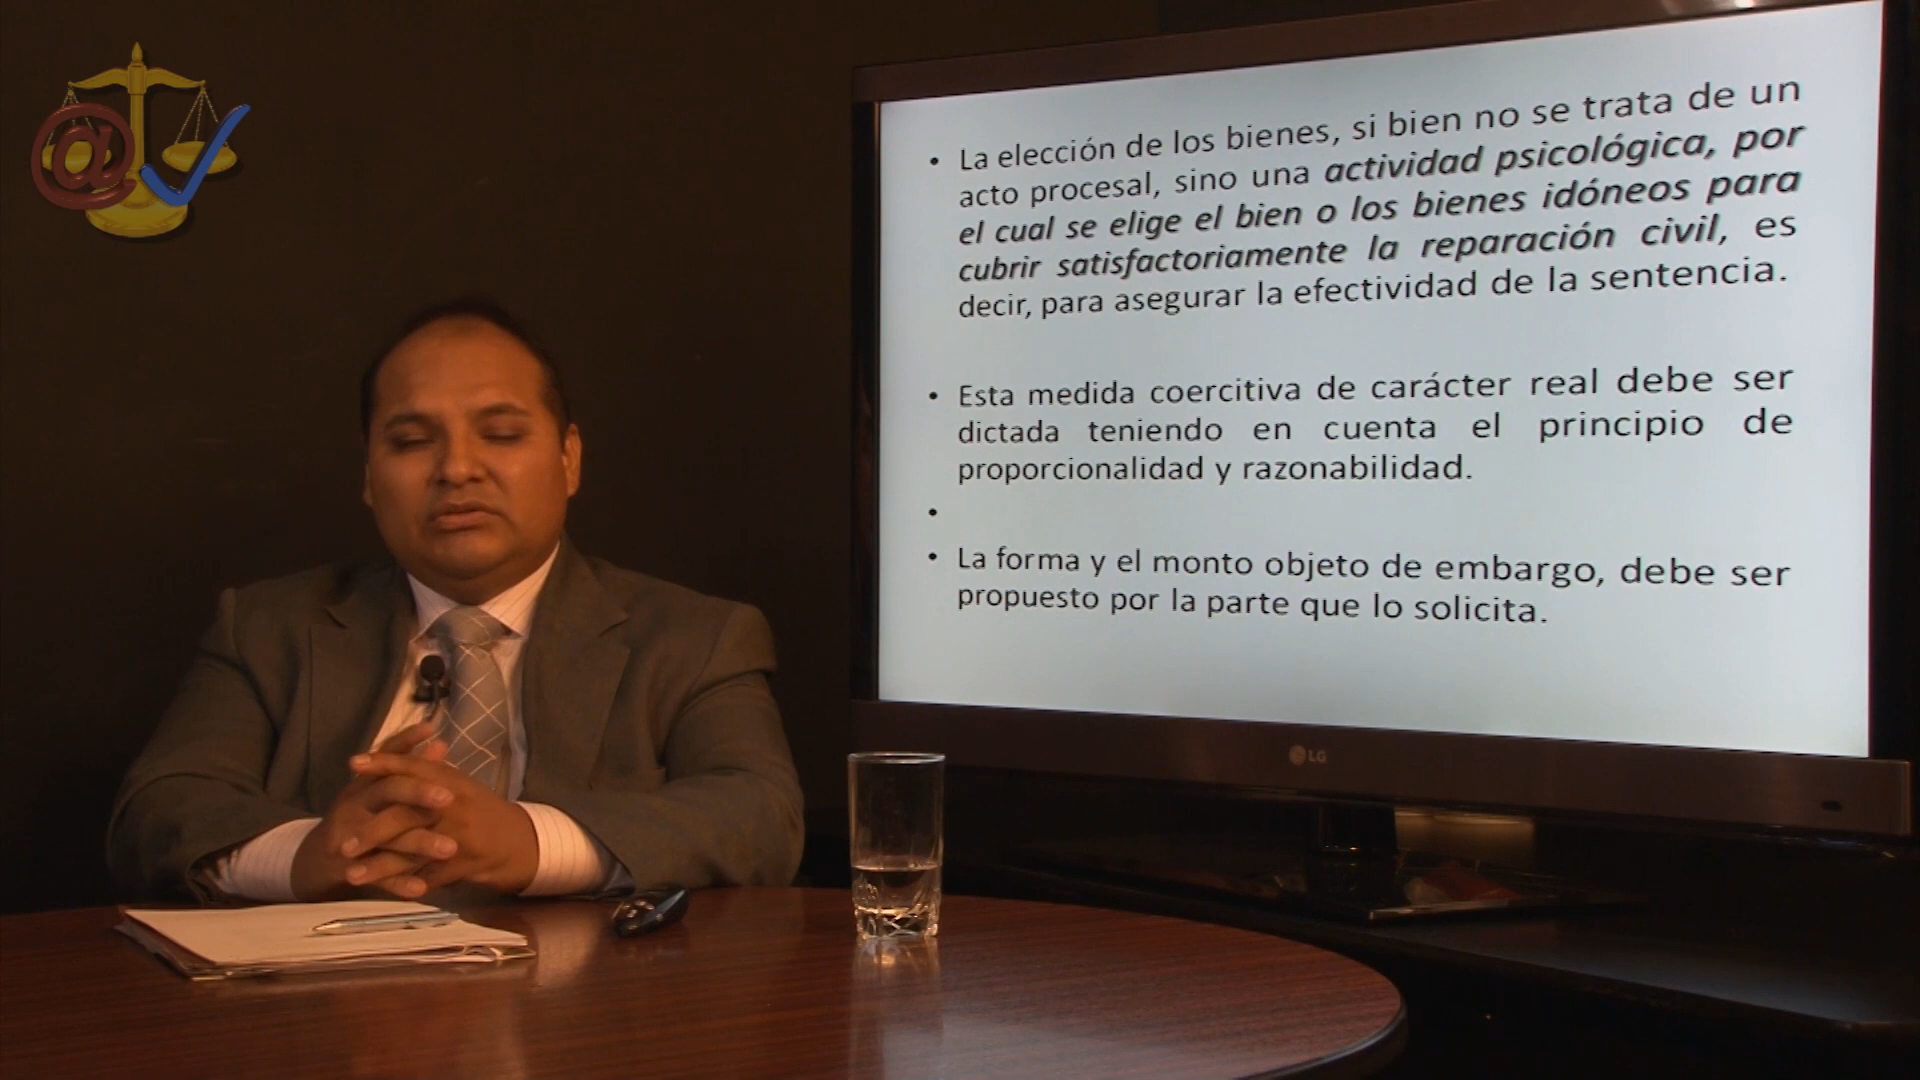 • La elección de los bienes, si bien no se trata de un
acto procesal, sino una actividad psicológica, por
el cual se elige el bien o los bienes idóneos para
cubrir satisfactoriamente la reparación civil, es
decir, para asegurar la efectividad de la sentencia.
• Esta medida coercitiva de carácter real debe ser
dictada teniendo en cuenta el principio de
proporcionalidad y razonabilidad.
•
• La forma y el monto objeto de embargo, debe ser
propuesto por la parte que lo solicita.
LG
@